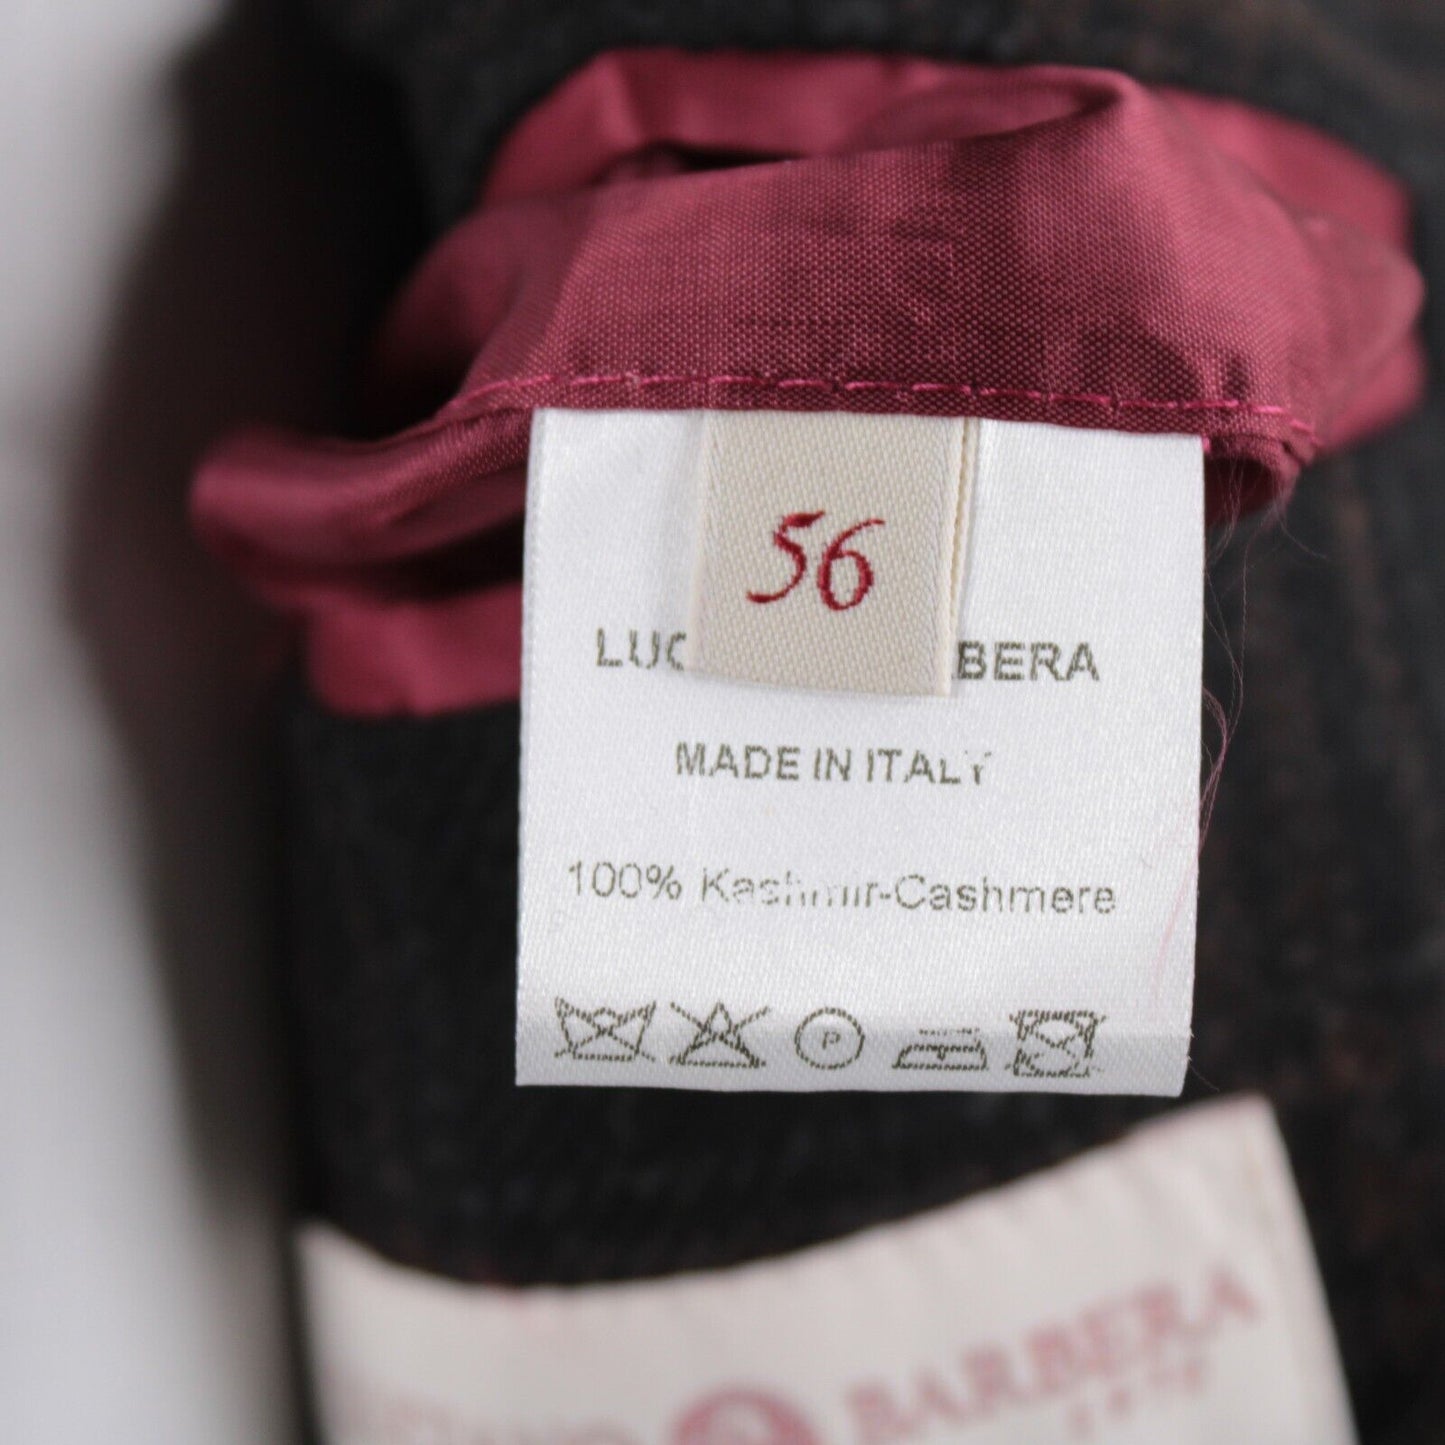 56
LUC BERA
MADE IN ITALY
100% Kashmir-Cashmere
P
BARBERA